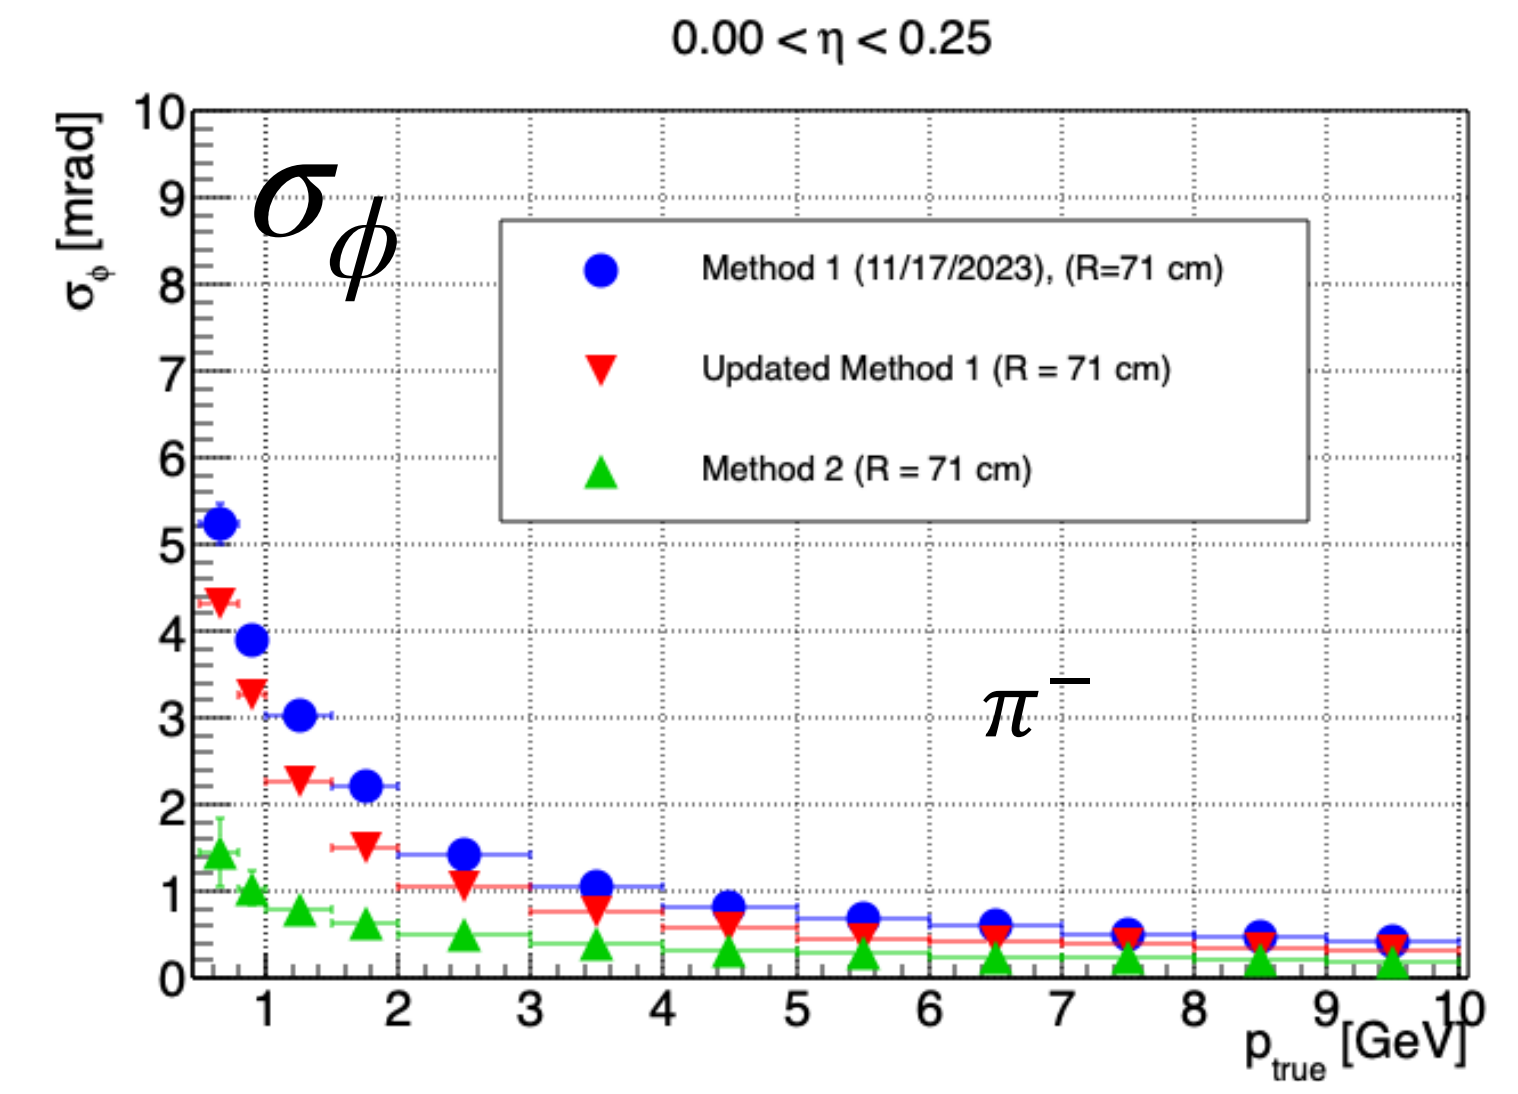 0.00 < η < 0.25
σϕ [mrad]
10
9
8
7
6
5
4
3
2
1
0
σϕ
Method 1 (11/17/2023), (R=71 cm)
Updated Method 1 (R = 71 cm)
Method 2 (R = 71 cm)
π⁻
1 2 3 4 5 6 7 8 9 10
ptrue [GeV]